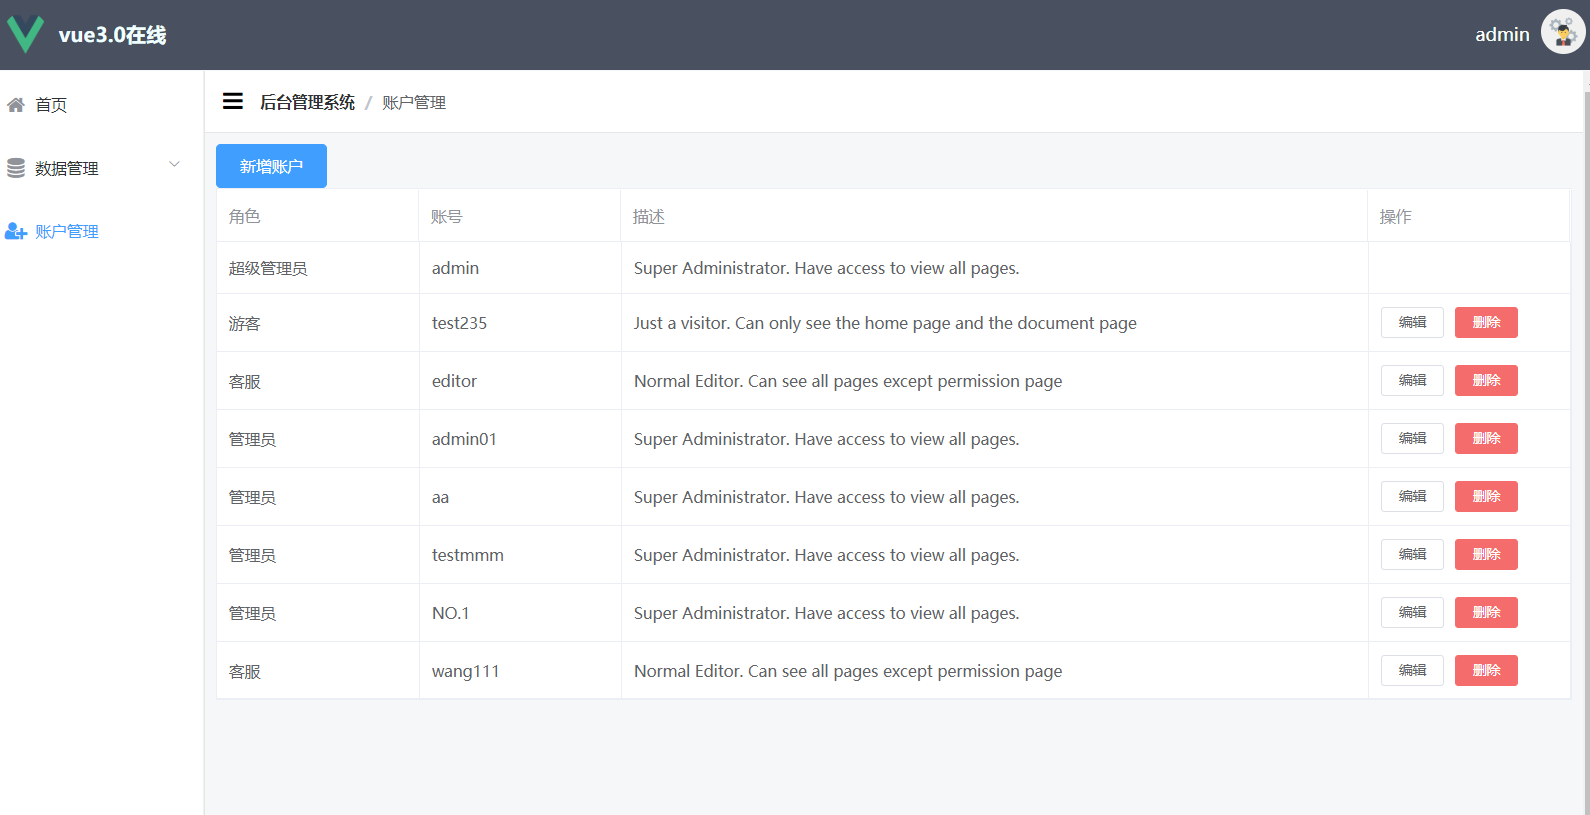 vue3.0在线
admin
首页
数据管理
账户管理
后台管理系统 / 账户管理
新增账户
角色 账号 描述 操作
超级管理员 admin Super Administrator. Have access to view all pages.
游客 test235 Just a visitor. Can only see the home page and the document page 编辑 删除
客服 editor Normal Editor. Can see all pages except permission page 编辑 删除
管理员 admin01 Super Administrator. Have access to view all pages. 编辑 删除
管理员 aa Super Administrator. Have access to view all pages. 编辑 删除
管理员 testmmm Super Administrator. Have access to view all pages. 编辑 删除
管理员 NO.1 Super Administrator. Have access to view all pages. 编辑 删除
客服 wang111 Normal Editor. Can see all pages except permission page 编辑 删除